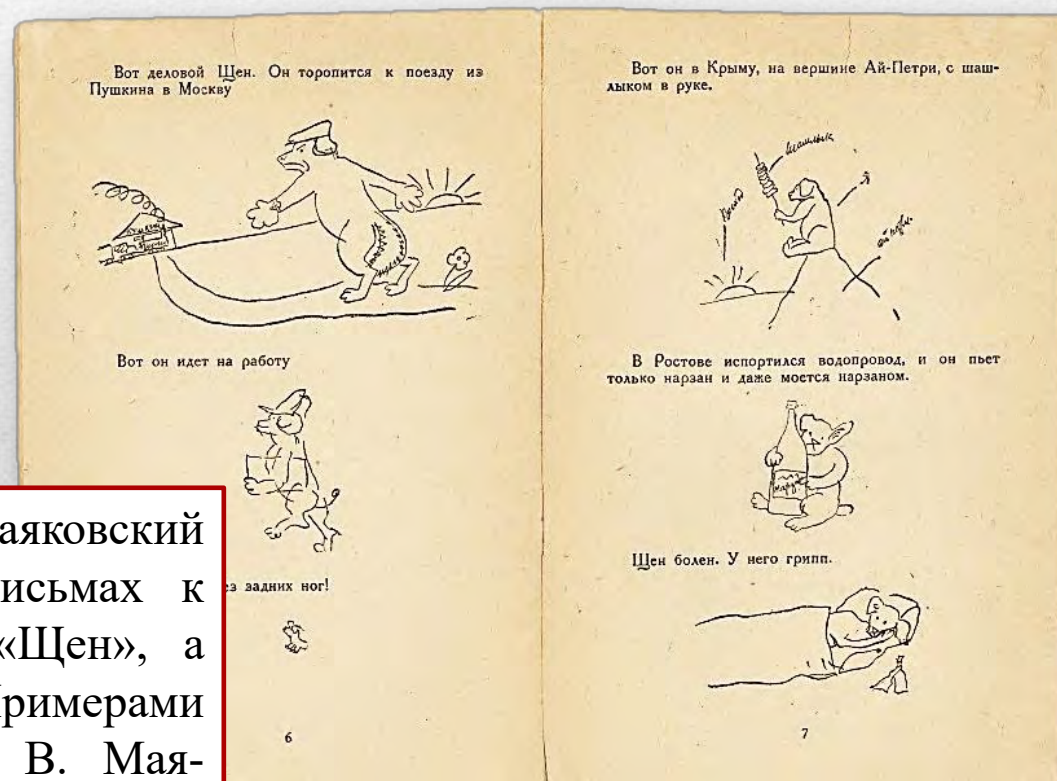 Вот деловой Щен. Он торопится к поезду из
Пушкина в Москву
Вот он идет на работу
ез задних ног!
6
Вот он в Крыму, на вершине Ай-Петри, с шаш-
лыком в руке.
шашлык
я
В Ростове испортился водопровод, и он пьет
только нарзан и даже моется нарзаном.
Щен болен. У него грипп.
7
аяковский
исьмах к
«Щен», а
римерами
В. Мая-